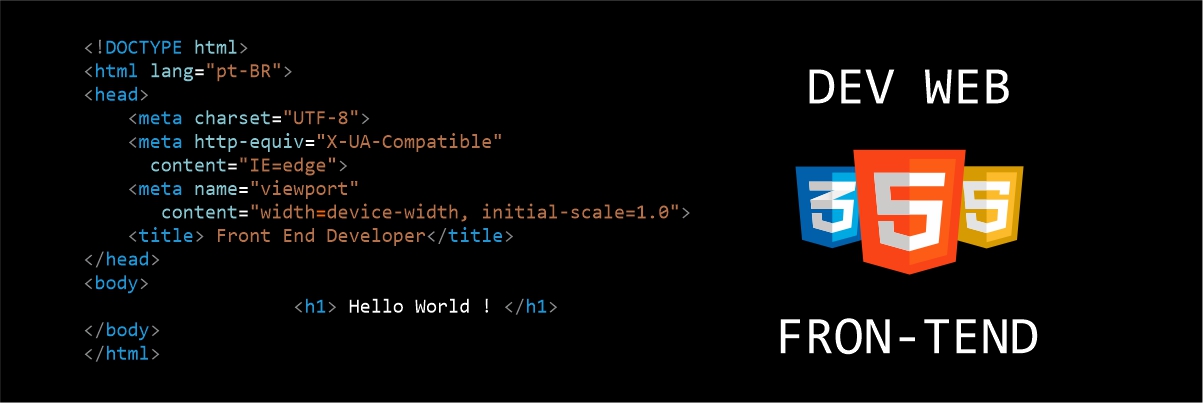 <!DOCTYPE html>
<html lang="pt-BR">
<head>
    <meta charset="UTF-8">
    <meta http-equiv="X-UA-Compatible"
      content="IE=edge">
    <meta name="viewport"
       content="width=device-width, initial-scale=1.0">
    <title> Front End Developer</title>
</head>
<body>
                   <h1> Hello World ! </h1>
</body>
</html>
DEV WEB
3 5 5
FRON-TEND